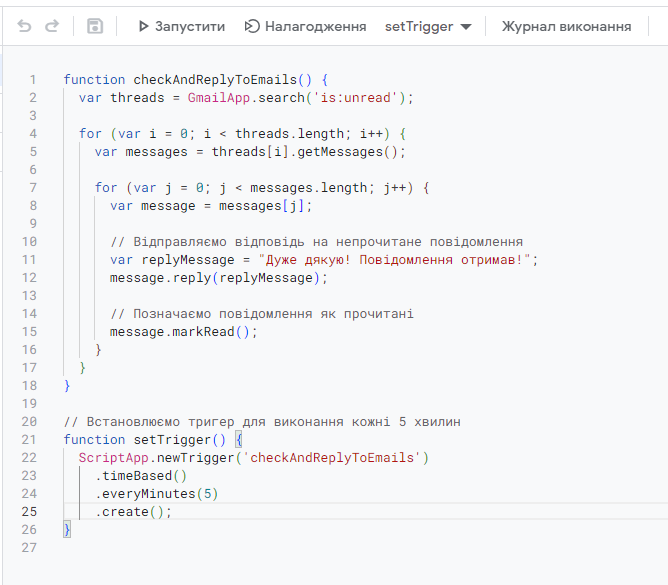 Запустити Налагодження setTrigger Журнал виконання
1 function checkAndReplyToEmails() {
2 var threads = GmailApp.search('is:unread');
3
4 for (var i = 0; i < threads.length; i++) {
5 var messages = threads[i].getMessages();
6
7 for (var j = 0; j < messages.length; j++) {
8 var message = messages[j];
9
10 // Відправляємо відповідь на непрочитане повідомлення
11 var replyMessage = "Дуже дякую! Повідомлення отримав!";
12 message.reply(replyMessage);
13
14 // Позначаємо повідомлення як прочитані
15 message.markRead();
16 }
17 }
18 }
19
20 // Встановлюємо тригер для виконання кожні 5 хвилин
21 function setTrigger() {
22 ScriptApp.newTrigger('checkAndReplyToEmails')
23 .timeBased()
24 .everyMinutes(5)
25 .create();
26 }
27